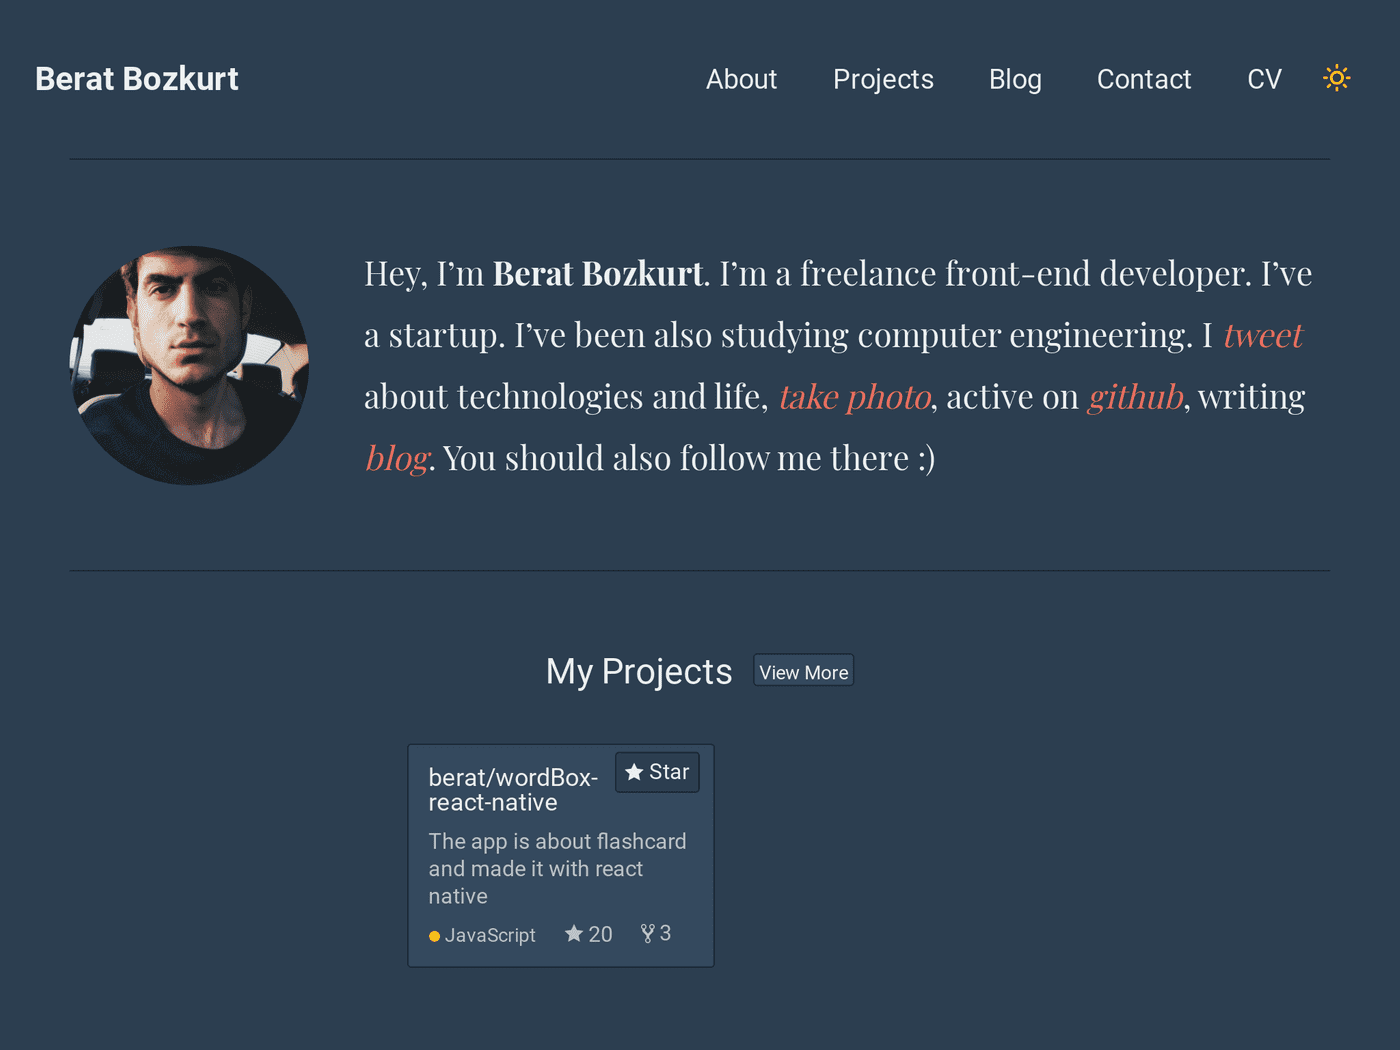 Berat Bozkurt
About Projects Blog Contact CV
Hey, I'm Berat Bozkurt. I'm a freelance front-end developer. I've
a startup. I've been also studying computer engineering. I tweet
about technologies and life, take photo, active on github, writing
blog. You should also follow me there :)
My Projects View More
berat/wordBox- Star
react-native
The app is about flashcard
and made it with react
native
JavaScript 20 3